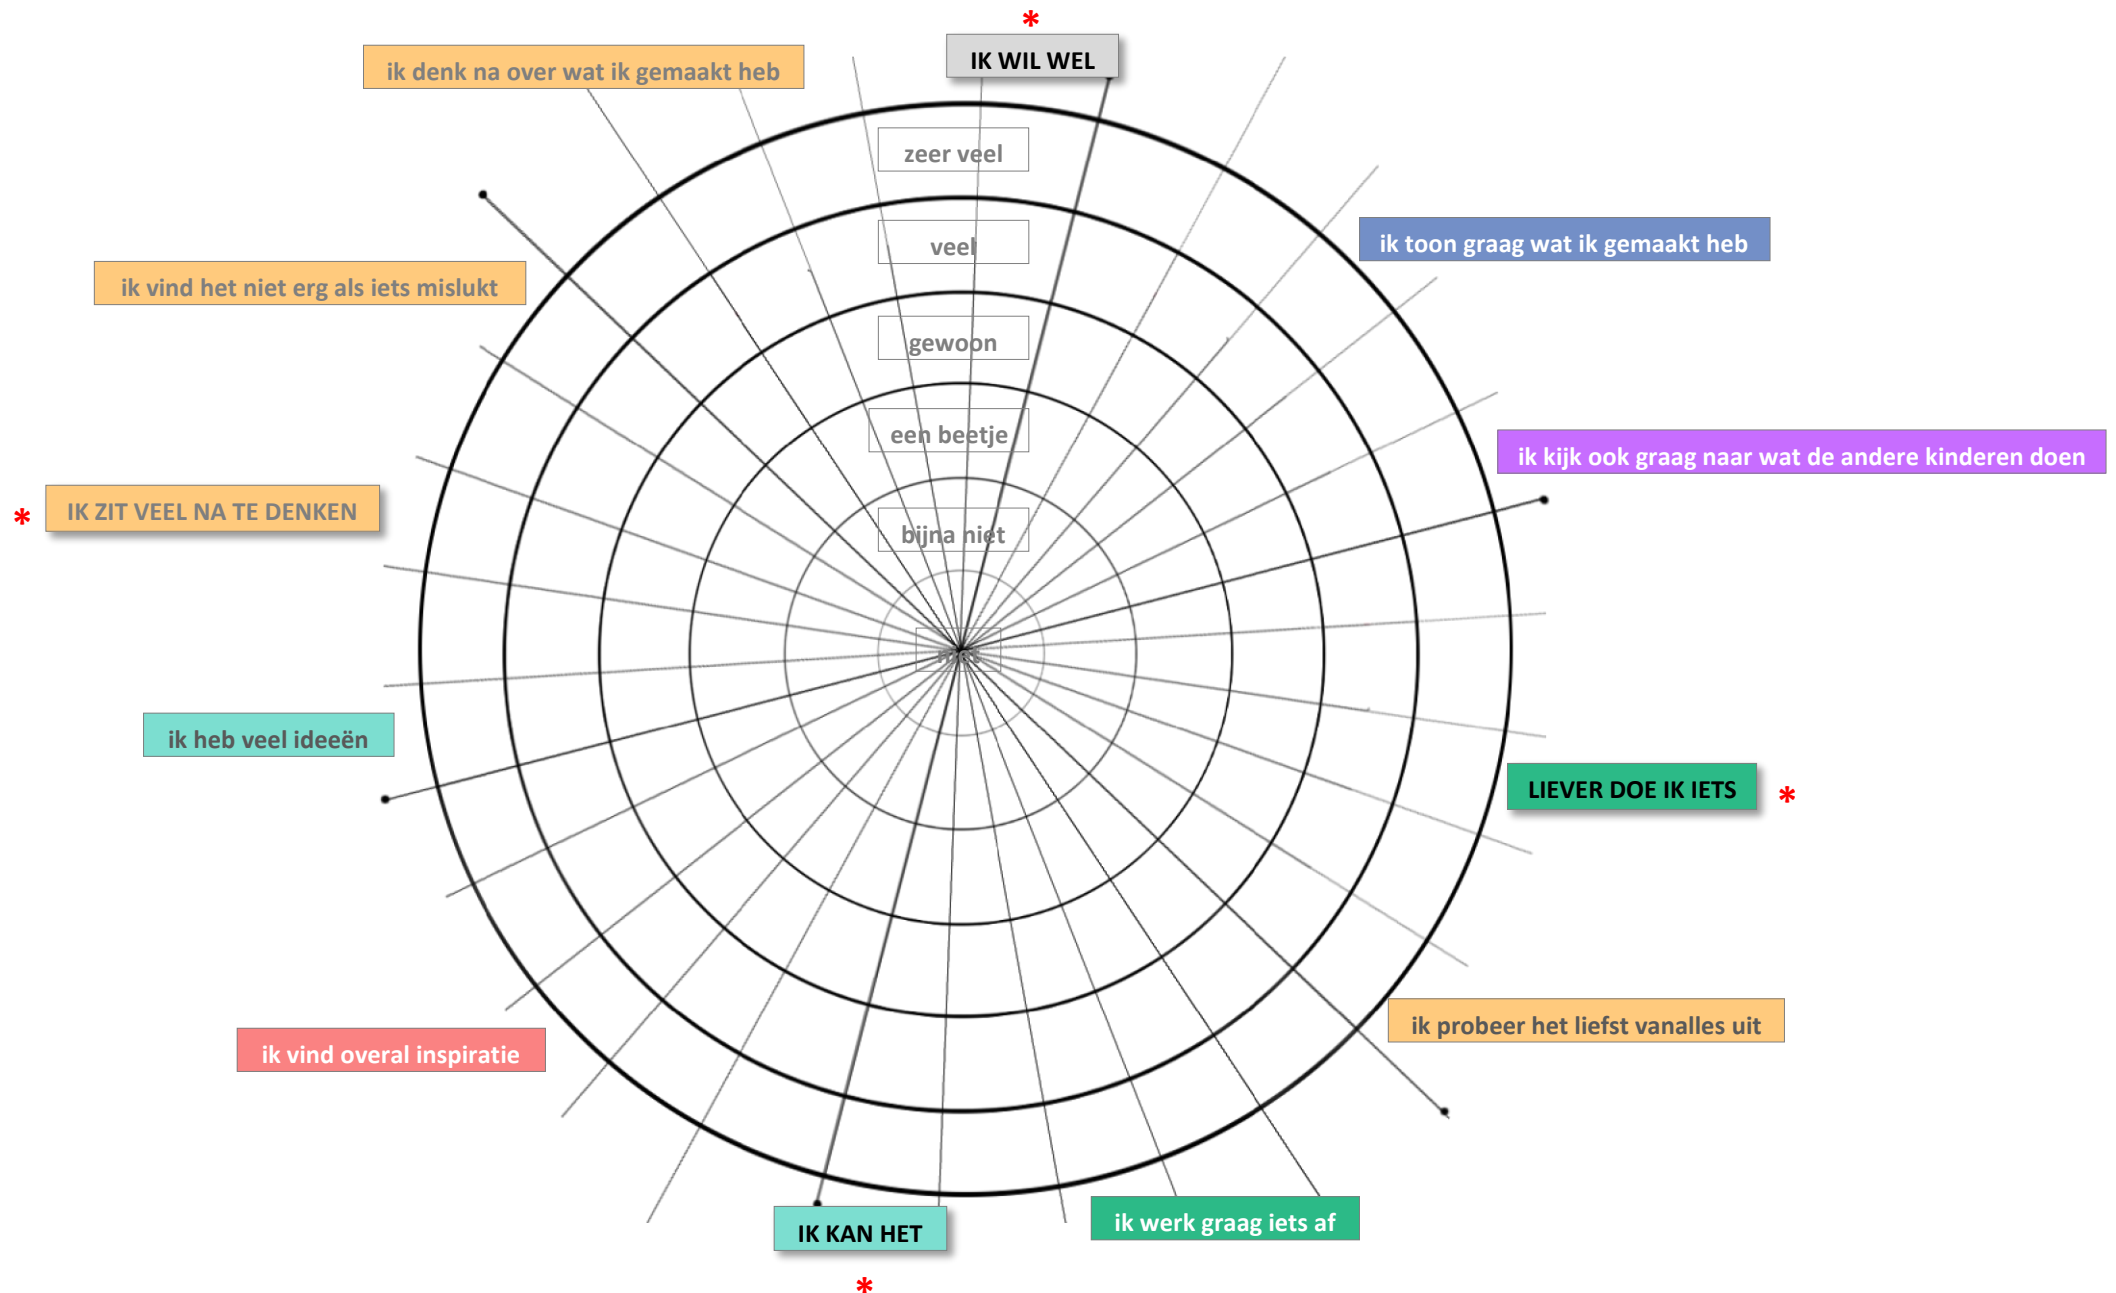 *
IK WIL WEL
ik denk na over wat ik gemaakt heb
zeer veel
ik toon graag wat ik gemaakt heb
veel
ik vind het niet erg als iets mislukt
gewoon
een beetje
ik kijk ook graag naar wat de andere kinderen doen
* IK ZIT VEEL NA TE DENKEN
bijna niet
niet
ik heb veel ideeën
LIEVER DOE IK IETS *
ik probeer het liefst vanalles uit
ik vind overal inspiratie
ik werk graag iets af
IK KAN HET
*